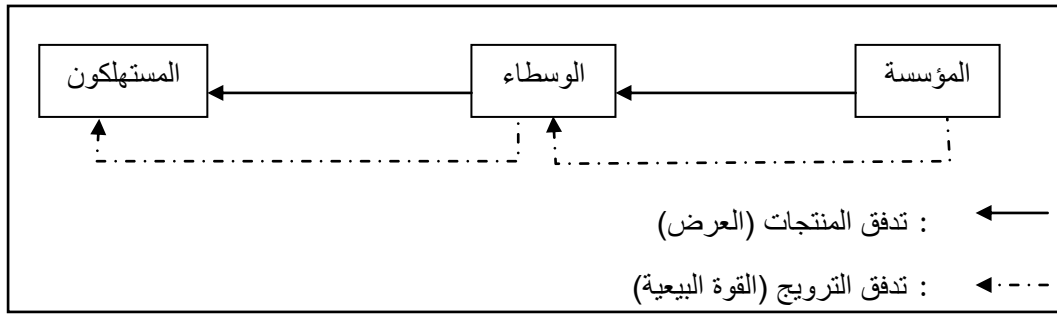 المؤسسة
الوسطاء
المستهلكون
: تدفق المنتجات (العرض)
: تدفق الترويج (القوة البيعية)